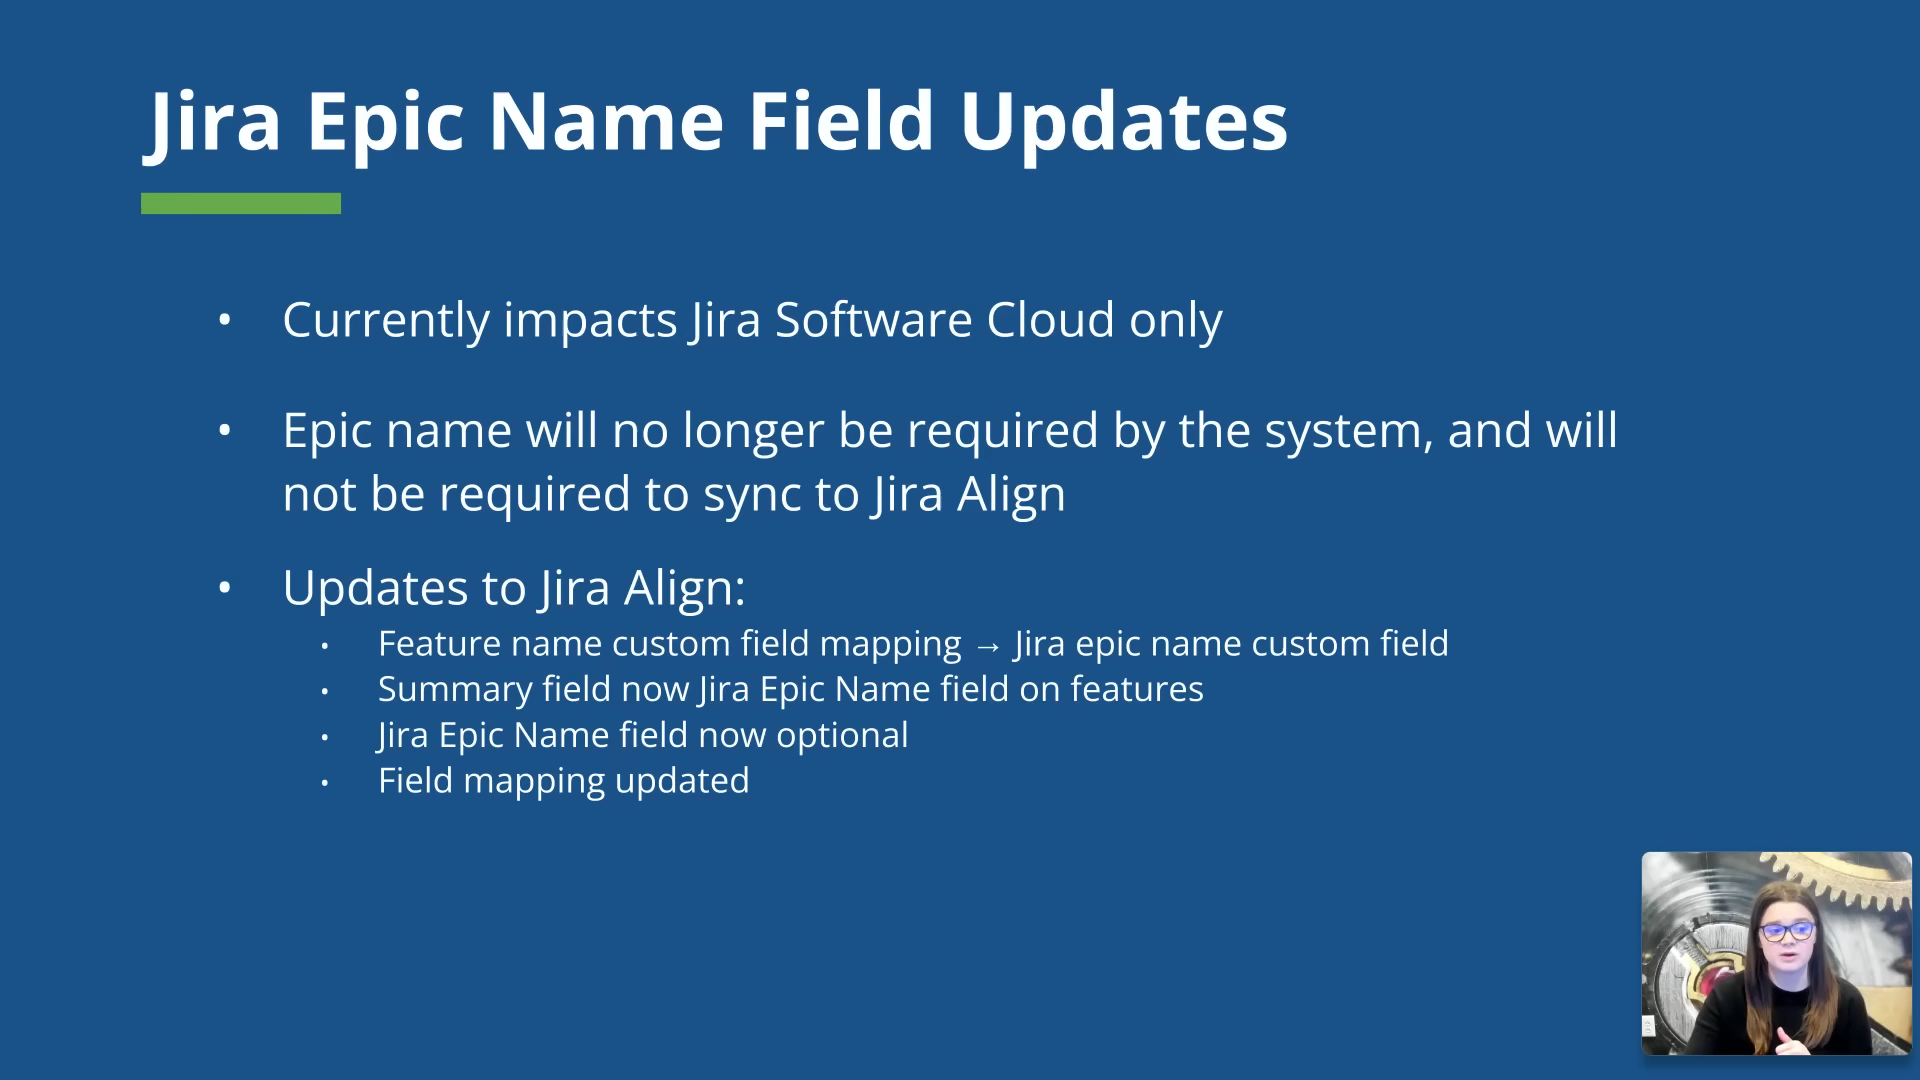 Jira Epic Name Field Updates
• Currently impacts Jira Software Cloud only
• Epic name will no longer be required by the system, and will
not be required to sync to Jira Align
• Updates to Jira Align:
• Feature name custom field mapping → Jira epic name custom field
• Summary field now Jira Epic Name field on features
• Jira Epic Name field now optional
• Field mapping updated